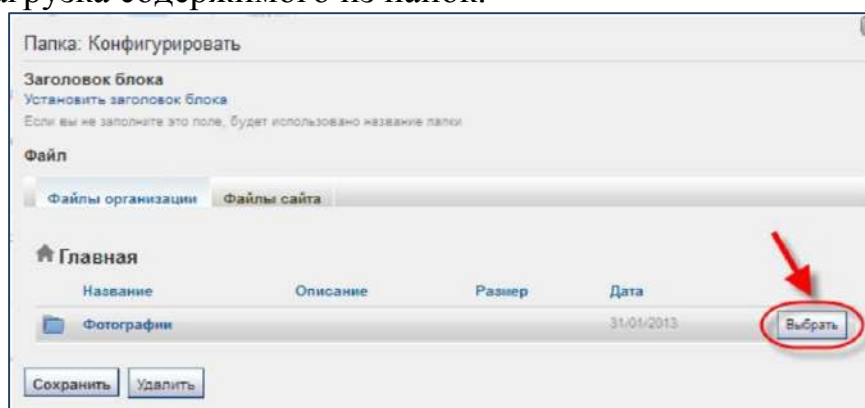 агрузка содержимого из папок.
Папка: Конфигурировать
Заголовок блока
Установить заголовок блока
Если вы не заполните это поле, будет использовано название папки
Файл
Файлы организации Файлы сайта
Главная
Название Описание Размер Дата
Фотографии 31/01/2013 Выбрать
Сохранить Удалить